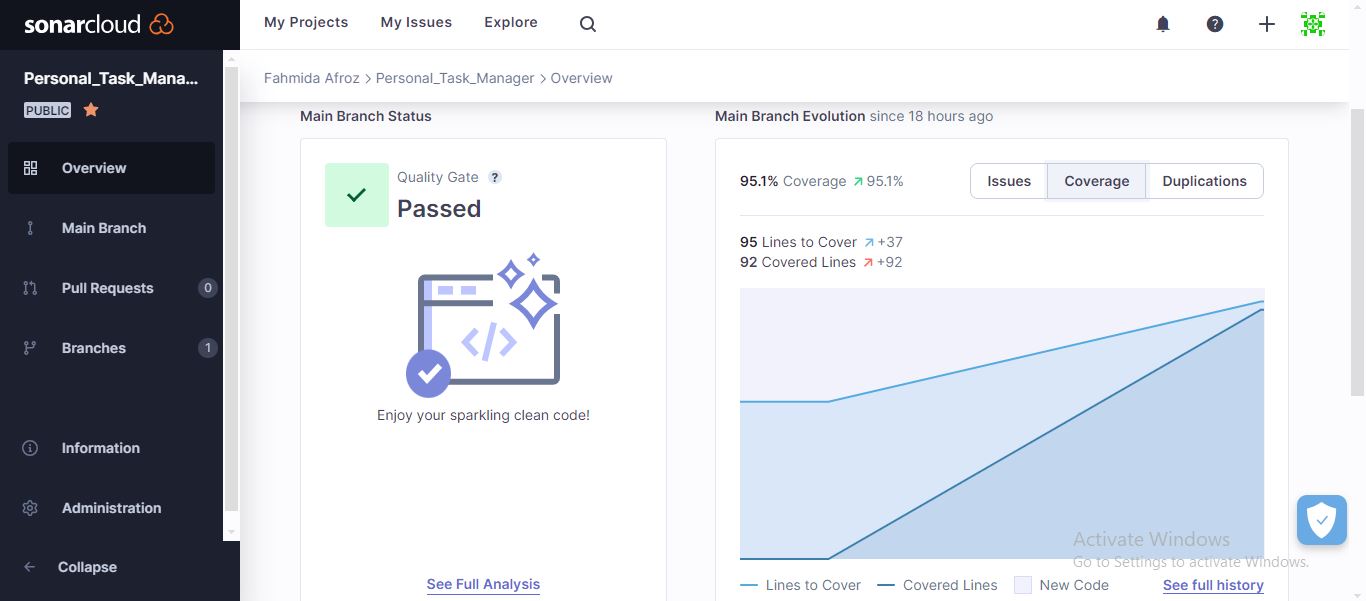 sonarcloud
My Projects My Issues Explore
Personal_Task_Mana...
PUBLIC
Overview
Main Branch
Pull Requests 0
Branches 1
Information
Administration
Collapse
Fahmida Afroz > Personal_Task_Manager > Overview
Main Branch Status
Quality Gate ?
Passed
</>
Enjoy your sparkling clean code!
See Full Analysis
Main Branch Evolution since 18 hours ago
95.1% Coverage 95.1%
Issues Coverage Duplications
95 Lines to Cover +37
92 Covered Lines +92
Lines to Cover Covered Lines New Code See full history
Activate Windows
Go to Settings to activate Windows.